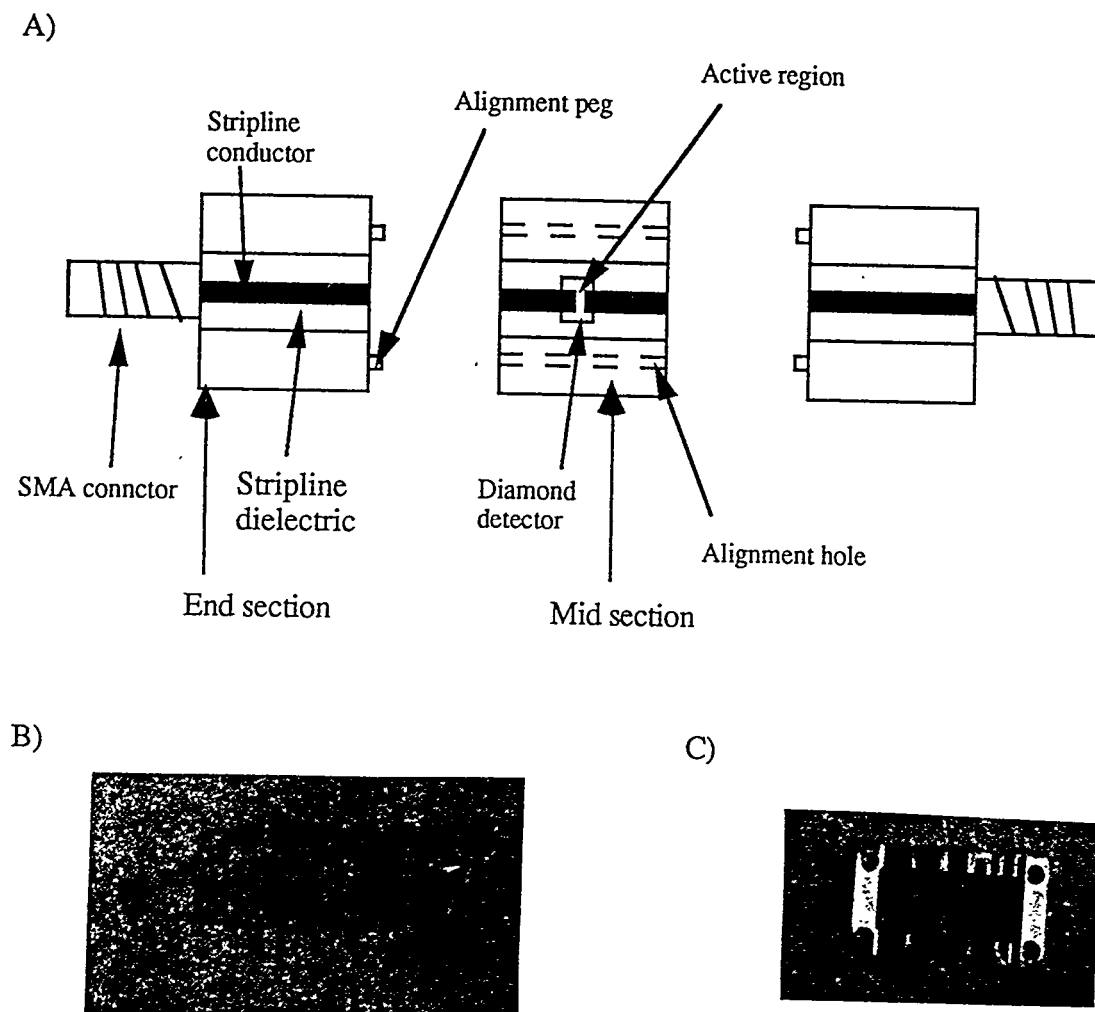 A)
Active region
Alignment peg
Stripline
conductor
SMA connctor
Stripline
dielectric
Diamond
detector
Alignment hole
End section
Mid section
B)
C)